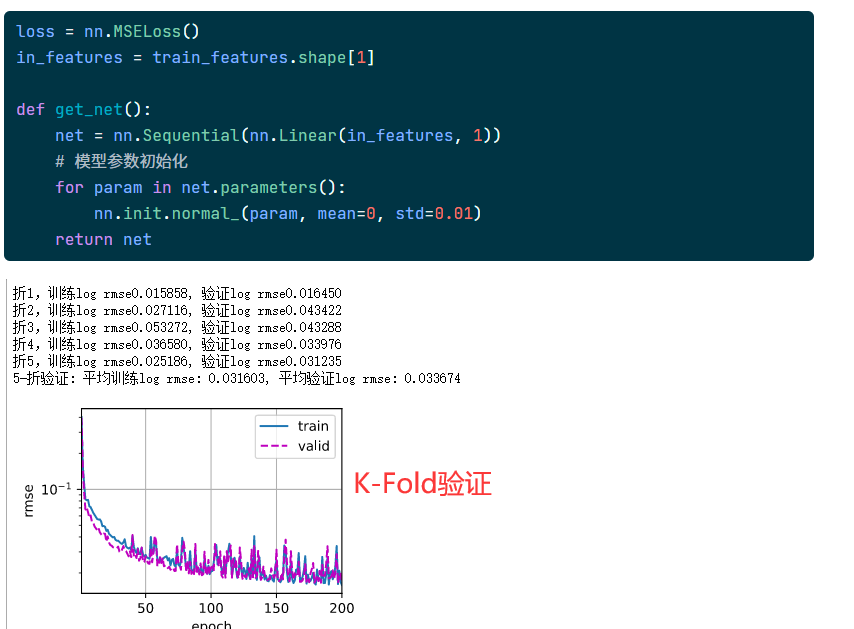 loss = nn.MSELoss()
in_features = train_features.shape[1]
def get_net():
net = nn.Sequential(nn.Linear(in_features, 1))
# 模型参数初始化
for param in net.parameters():
nn.init.normal_(param, mean=0, std=0.01)
return net
折1，训练log rmse0.015858, 验证log rmse0.016450
折2，训练log rmse0.027116, 验证log rmse0.043422
折3，训练log rmse0.053272, 验证log rmse0.043288
折4，训练log rmse0.036580, 验证log rmse0.033976
折5，训练log rmse0.025186, 验证log rmse0.031235
5-折验证: 平均训练log rmse: 0.031603, 平均验证log rmse: 0.033674
train
valid
K-Fold验证
rmse
10⁻¹
50 100 150 200
epoch